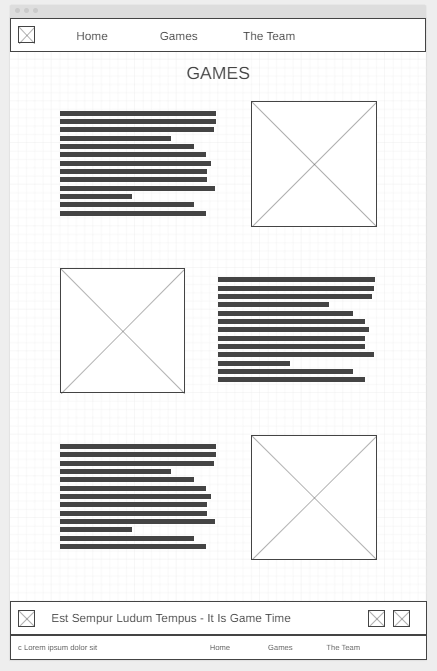 Home Games The Team
GAMES
Est Sempur Ludum Tempus - It Is Game Time
c Lorem ipsum dolor sit Home Games The Team